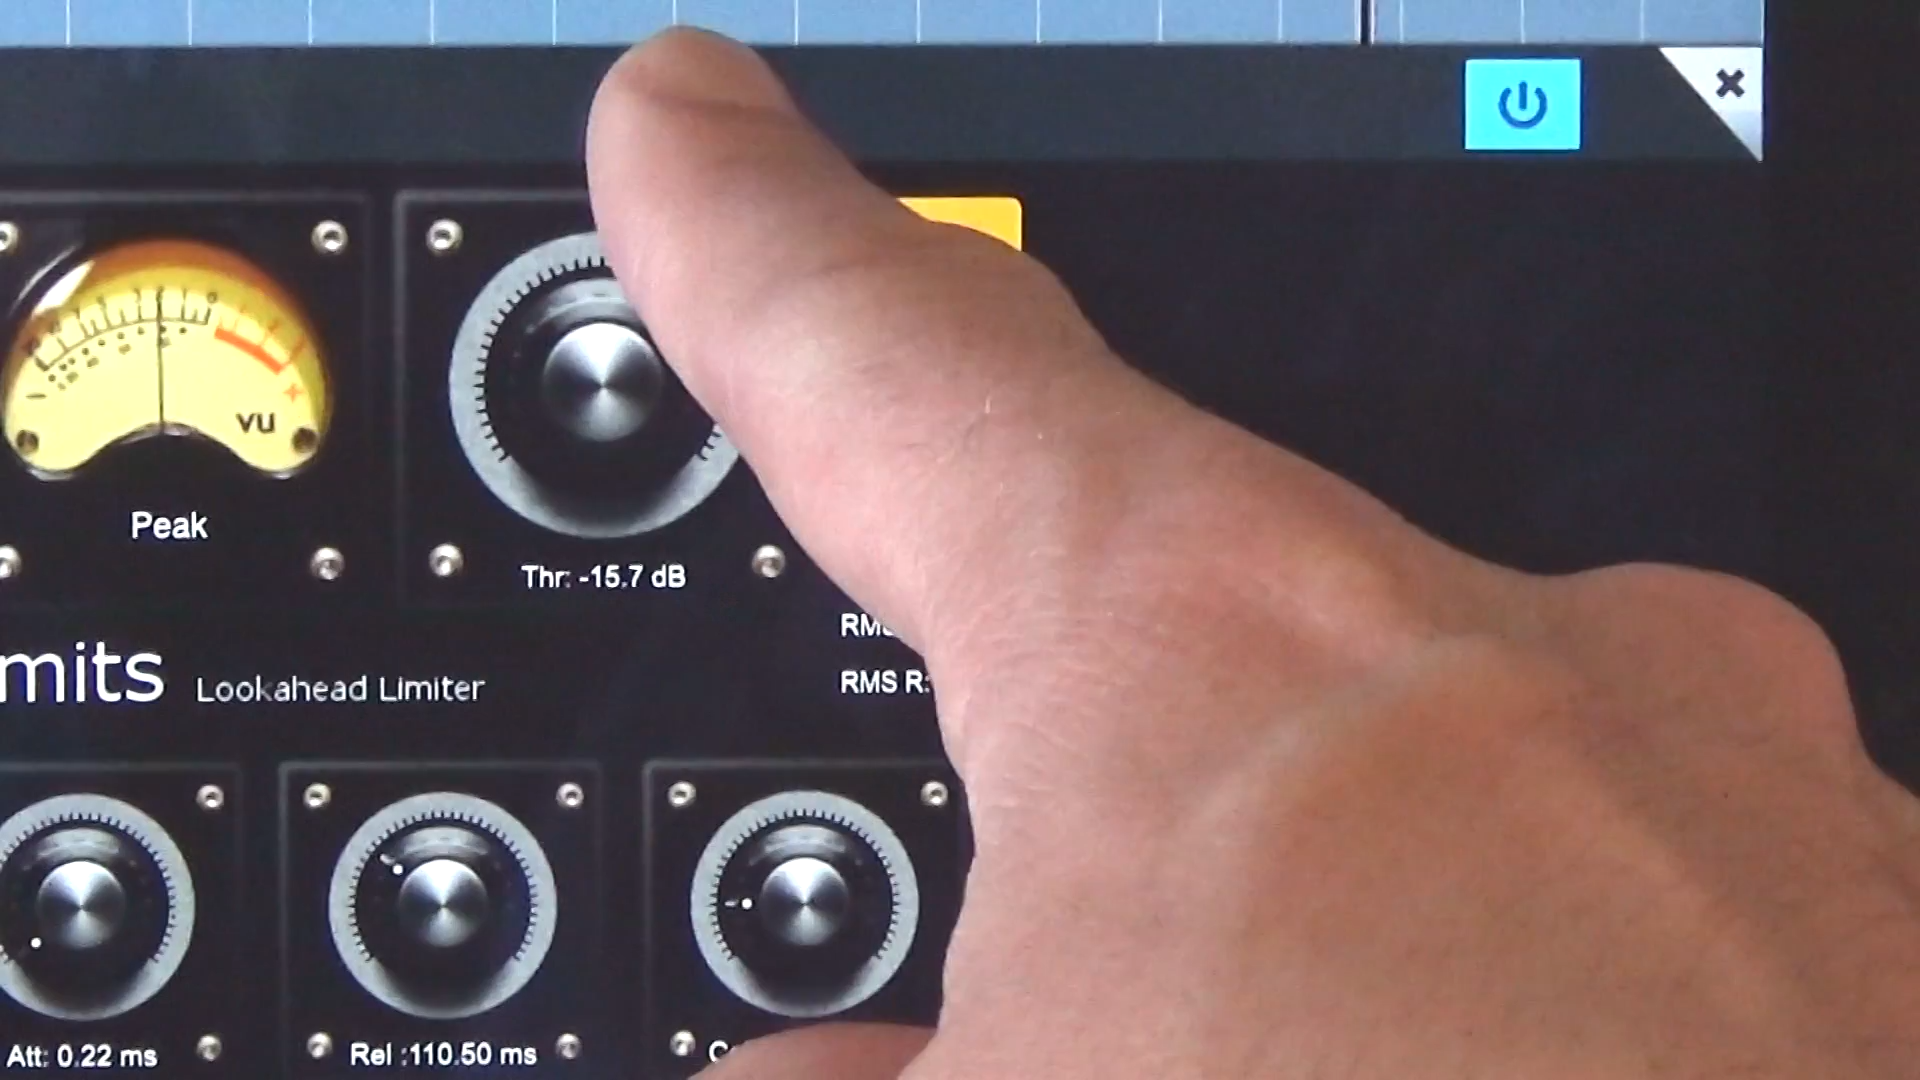 vu
Peak
Thr: -15.7 dB
mits Lookahead Limiter
RMS R:
Att: 0.22 ms
Rel :110.50 ms